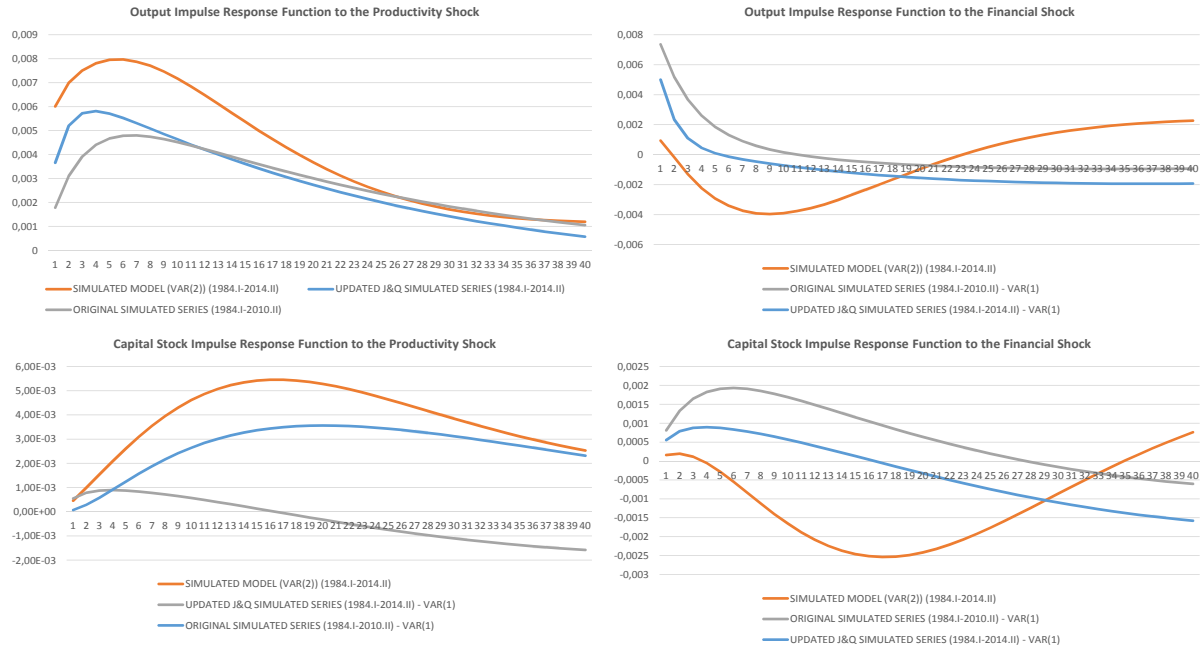 Output Impulse Response Function to the Productivity Shock
0,009
0,008
0,007
0,006
0,005
0,004
0,003
0,002
0,001
0
1 2 3 4 5 6 7 8 9 10 11 12 13 14 15 16 17 18 19 20 21 22 23 24 25 26 27 28 29 30 31 32 33 34 35 36 37 38 39 40
SIMULATED MODEL (VAR(2)) (1984.I-2014.II)
UPDATED J&Q SIMULATED SERIES (1984.I-2014.II)
ORIGINAL SIMULATED SERIES (1984.I-2010.II)
Output Impulse Response Function to the Financial Shock
0,008
0,006
0,004
0,002
0
1 2 3 4 5 6 7 8 9 10 11 12 13 14 15 16 17 18 19 20 21 22 23 24 25 26 27 28 29 30 31 32 33 34 35 36 37 38 39 40
-0,002
-0,004
-0,006
SIMULATED MODEL (VAR(2)) (1984.I-2014.II)
ORIGINAL SIMULATED SERIES (1984.I-2010.II) - VAR(1)
UPDATED J&Q SIMULATED SERIES (1984.I-2014.II) - VAR(1)
Capital Stock Impulse Response Function to the Productivity Shock
6,00E-03
5,00E-03
4,00E-03
3,00E-03
2,00E-03
1,00E-03
0,00E+00
1 2 3 4 5 6 7 8 9 10 11 12 13 14 15 16 17 18 19 20 21 22 23 24 25 26 27 28 29 30 31 32 33 34 35 36 37 38 39 40
-1,00E-03
-2,00E-03
SIMULATED MODEL (VAR(2)) (1984.I-2014.II)
UPDATED J&Q SIMULATED SERIES (1984.I-2014.II) - VAR(1)
ORIGINAL SIMULATED SERIES (1984.I-2010.II) - VAR(1)
Capital Stock Impulse Response Function to the Financial Shock
0,0025
0,002
0,0015
0,001
0,0005
0
1 2 3 4 5 6 7 8 9 10 11 12 13 14 15 16 17 18 19 20 21 22 23 24 25 26 27 28 29 30 31 32 33 34 35 36 37 38 39 40
-0,0005
-0,001
-0,0015
-0,002
-0,0025
-0,003
SIMULATED MODEL (VAR(2)) (1984.I-2014.II)
ORIGINAL SIMULATED SERIES (1984.I-2010.II) - VAR(1)
UPDATED J&Q SIMULATED SERIES (1984.I-2014.II) - VAR(1)